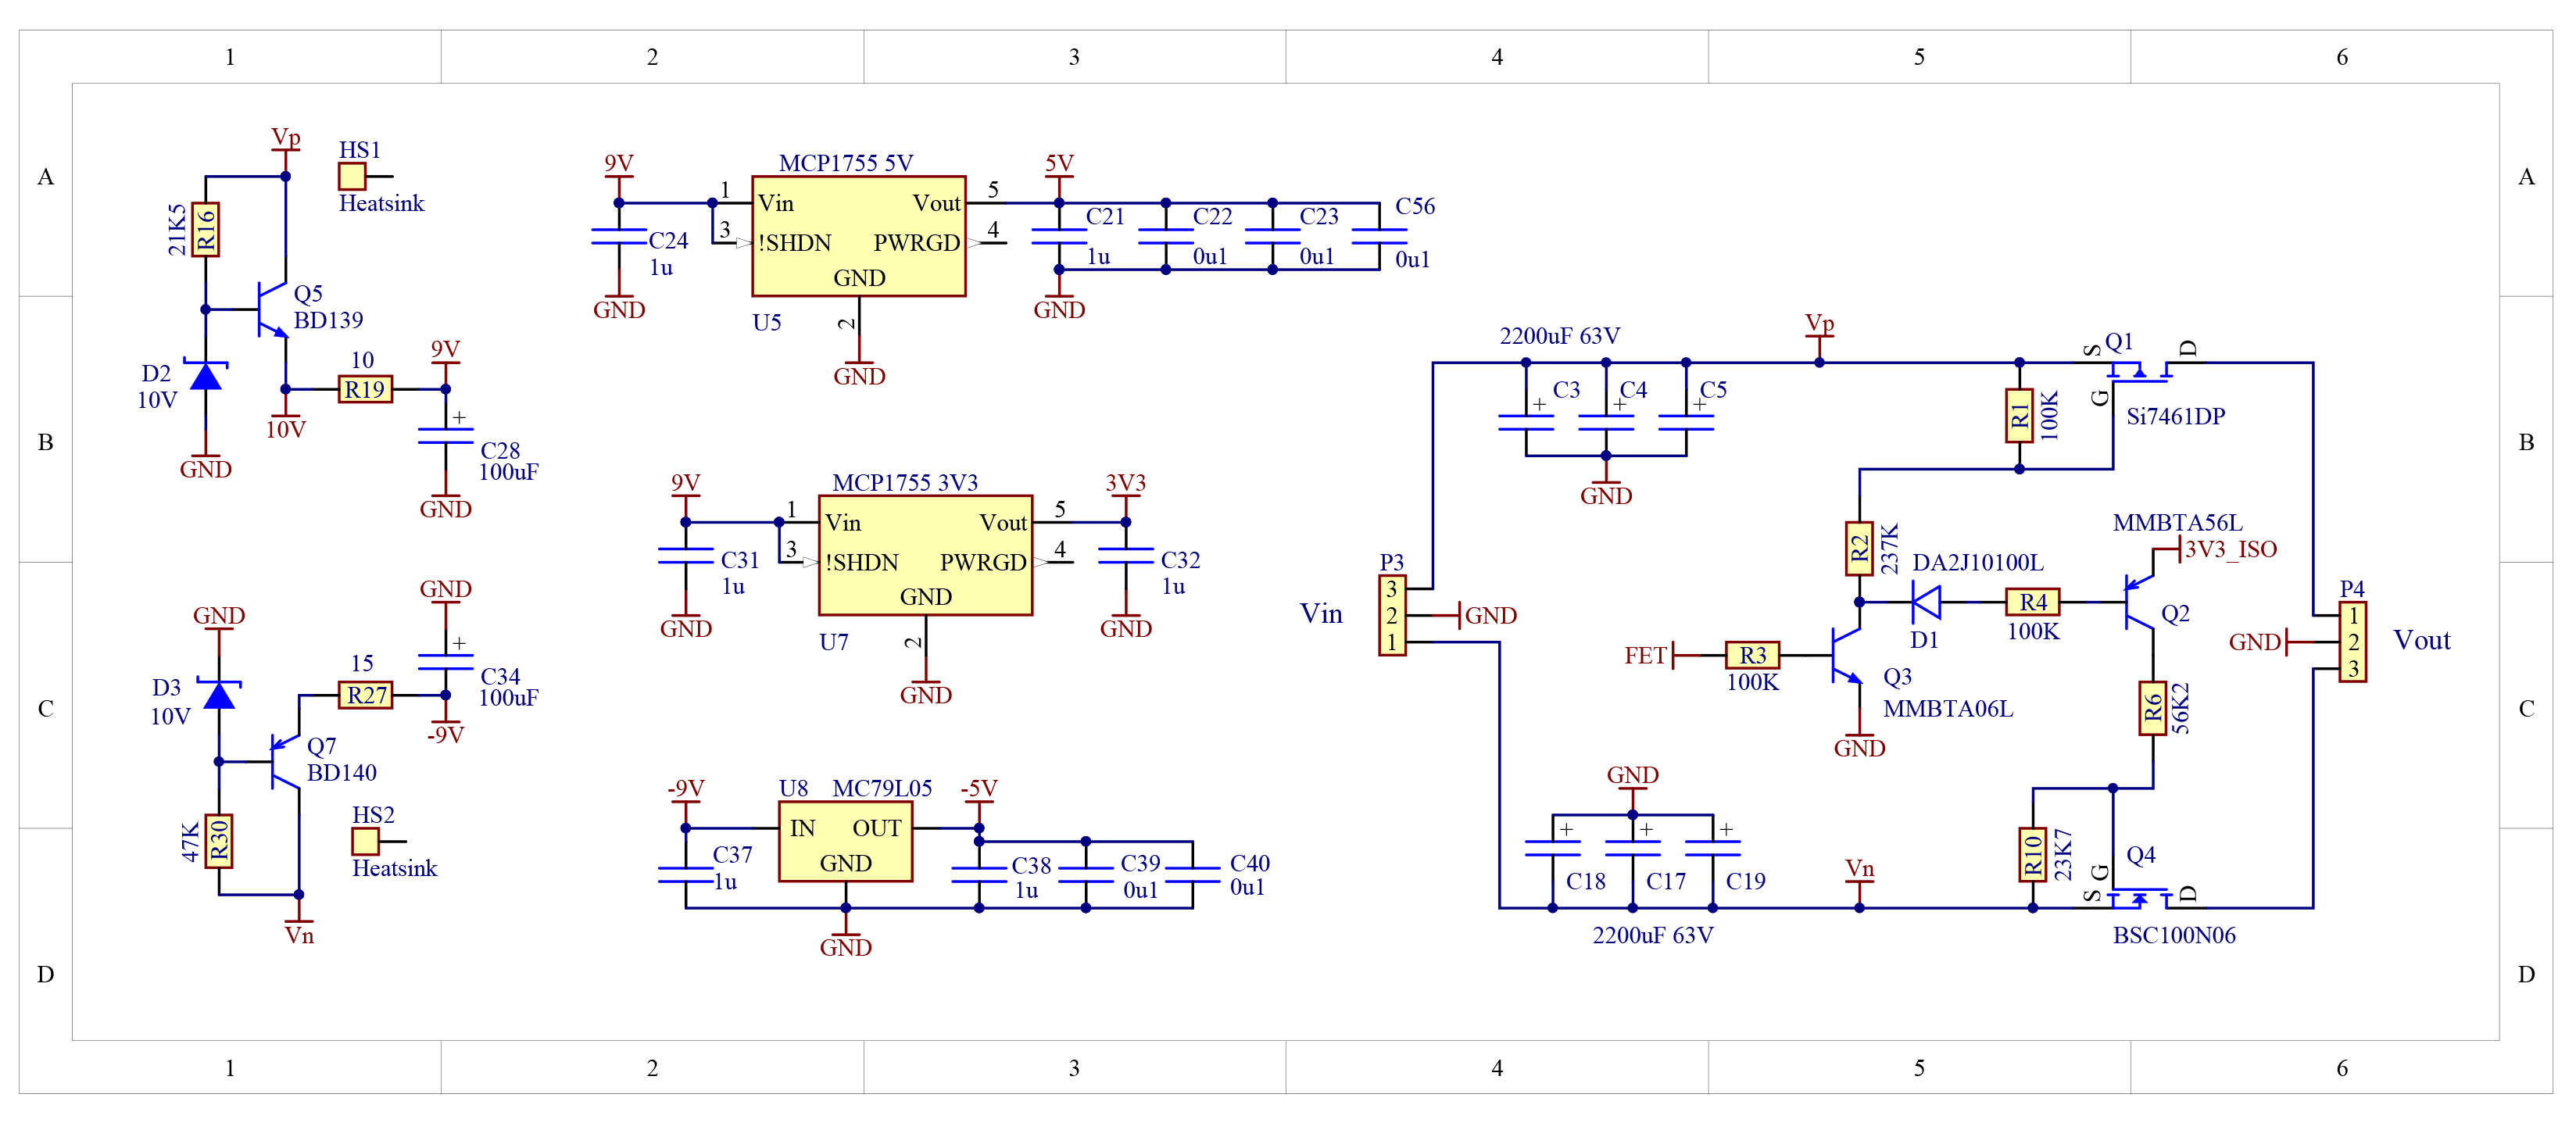 1 2 3 4 5 6
A A
B B
C C
D D
Vp
HS1
Heatsink
21K5
R16
Q5
BD139
D2
10V
GND
10
R19
10V
9V
+
C28
100uF
GND
GND
D3
10V
15
R27
GND
+
C34
100uF
-9V
Q7
BD140
47K
R30
HS2
Heatsink
Vn
9V
C24
1u
GND
MCP1755 5V
1
Vin
3
!SHDN
Vout
5
PWRGD
4
GND
U5
2
GND
5V
C21
1u
C22
0u1
C23
0u1
C56
0u1
GND
9V
C31
1u
GND
MCP1755 3V3
1
Vin
3
!SHDN
Vout
5
PWRGD
4
GND
U7
2
GND
3V3
C32
1u
GND
-9V
C37
1u
U8
MC79L05
IN
OUT
GND
-5V
C38
1u
C39
0u1
C40
0u1
GND
2200uF 63V
+
C3
+
C4
+
C5
GND
Vp
Q1
S
D
G
Si7461DP
R1
100K
R2
237K
DA2J10100L
D1
R4
100K
MMBTA56L
3V3_ISO
Q2
P3
3
2
1
Vin
GND
FET
R3
100K
Q3
MMBTA06L
GND
R6
56K2
P4
1
2
3
GND
Vout
GND
+
C18
+
C17
+
C19
2200uF 63V
Vn
R10
23K7
Q4
G
S
D
BSC100N06
1 2 3 4 5 6